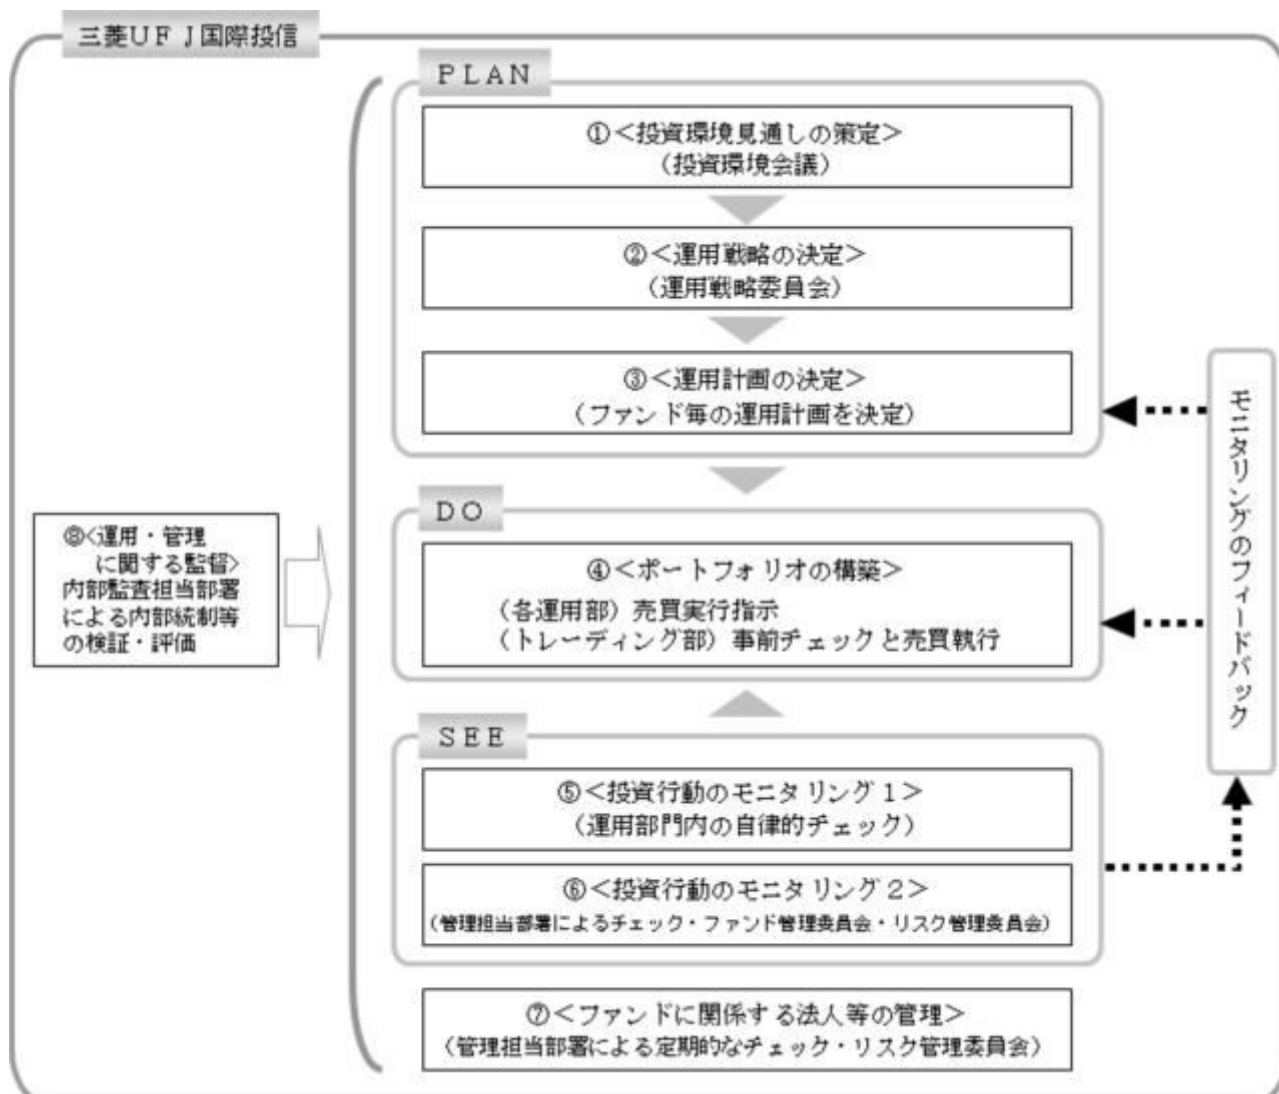 三菱UFJ国際投信
PLAN
①<投資環境見通しの策定>
(投資環境会議)
②<運用戦略の決定>
(運用戦略委員会)
③<運用計画の決定>
(ファンド毎の運用計画を決定)
DO
④<ポートフォリオの構築>
(各運用部)売買実行指示
(トレーディング部)事前チェックと売買執行
SEE
⑤<投資行動のモニタリング1>
(運用部門内の自律的チェック)
⑥<投資行動のモニタリング2>
(管理担当部署によるチェック・ファンド管理委員会・リスク管理委員会)
⑦<ファンドに関係する法人等の管理>
(管理担当部署による定期的なチェック・リスク管理委員会)
⑧<運用・管理
に関する監督>
内部監査担当部署
による内部統制等
の検証・評価
モニタリングのフィードバック